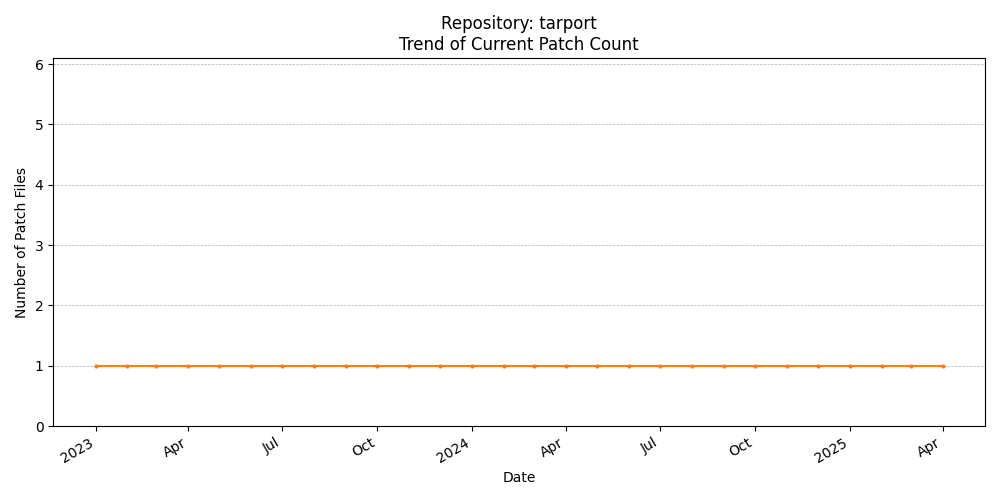 Repository: tarport
Trend of Current Patch Count
Number of Patch Files
6
5
4
3
2
1
0
2023
Apr
Jul
Oct
2024
Apr
Jul
Oct
2025
Apr
Date